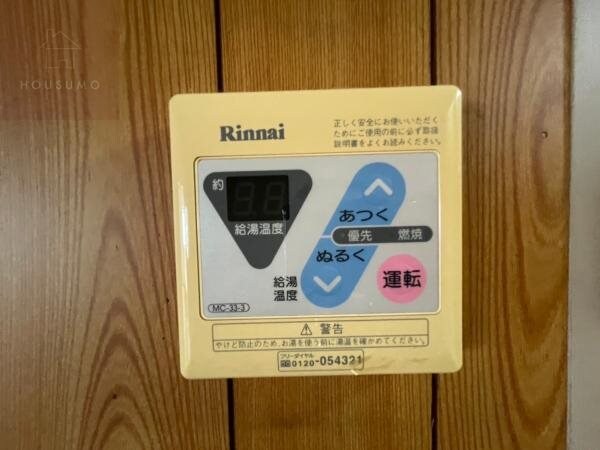 HOUSUMO
Rinnai
正しく安全にお使いいただく
ためにご使用の前に必ず取扱
説明書をよくお読みください。
約
給湯温度
あつく
優先 燃焼
ぬるく
給湯
温度
運転
MC-33-3
警告
やけど防止のため、お湯を使う前に湯温を確かめてください。
フリーダイヤル
0120-054321